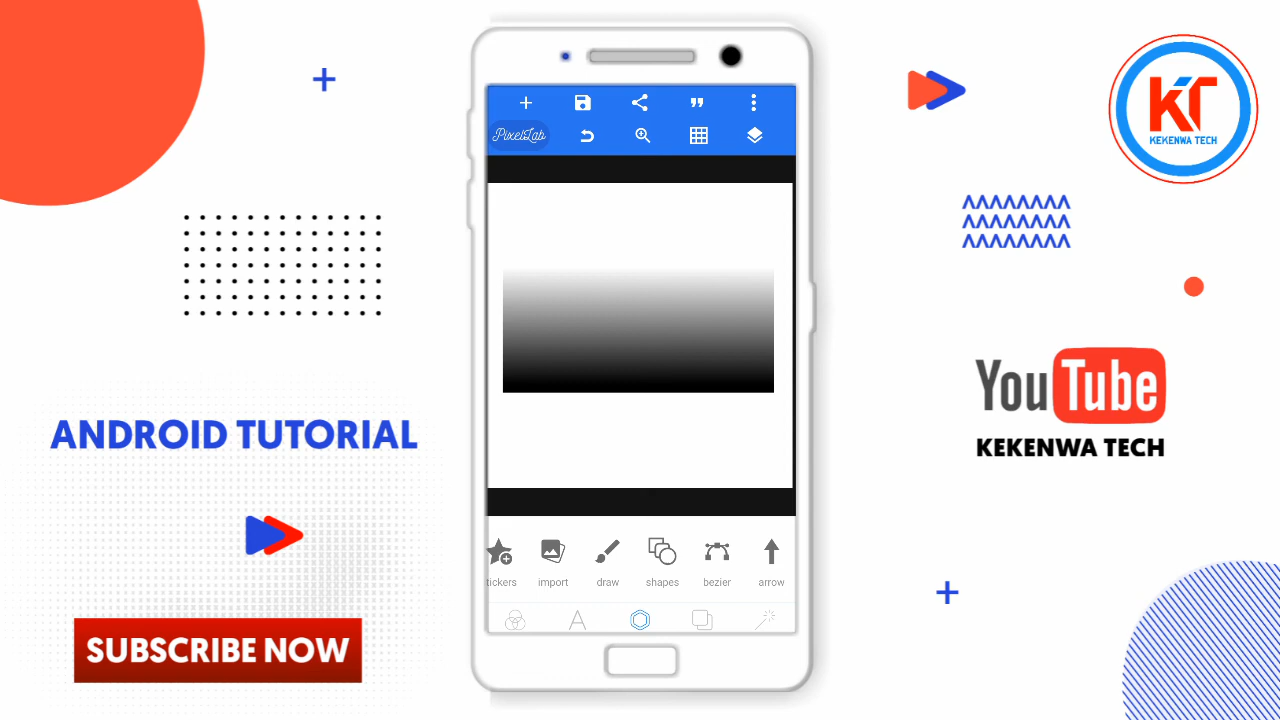 PixelLab
KT
KEKENWA TECH
YouTube
KEKENWA TECH
ANDROID TUTORIAL
SUBSCRIBE NOW
tickers
import
draw
shapes
bezier
arrow